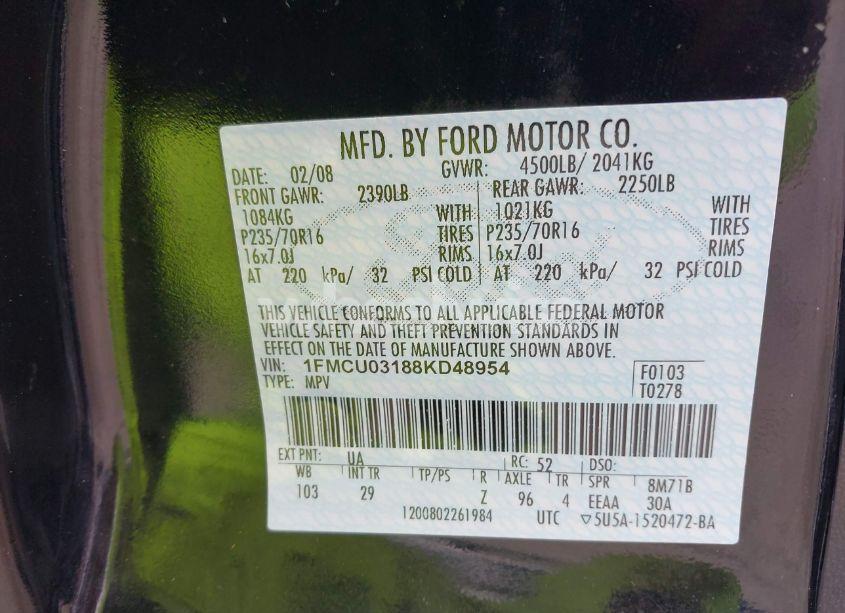 MFD. BY FORD MOTOR CO.
DATE: 02/08 GVWR: 4500LB/ 2041KG
FRONT GAWR: 2390LB REAR GAWR: 2250LB
1084KG WITH 1021KG WITH
P235/70R16 TIRES P235/70R16 TIRES
16x7.0J RIMS 16x7.0J RIMS
AT 220 kPa/ 32 PSI COLD AT 220 kPa/ 32 PSI COLD
THIS VEHICLE CONFORMS TO ALL APPLICABLE FEDERAL MOTOR
VEHICLE SAFETY AND THEFT PREVENTION STANDARDS IN
EFFECT ON THE DATE OF MANUFACTURE SHOWN ABOVE.
VIN: 1FMCU03188KD48954 F0103
TYPE: MPV T0278
EXT PNT: UA RC: 52 DSO:
WB INT TR TP/PS R AXLE TR SPR 8M71B
103 29 Z 96 4 EEAA 30A
1200802261984 UTC ▽5U5A-1520472-BA